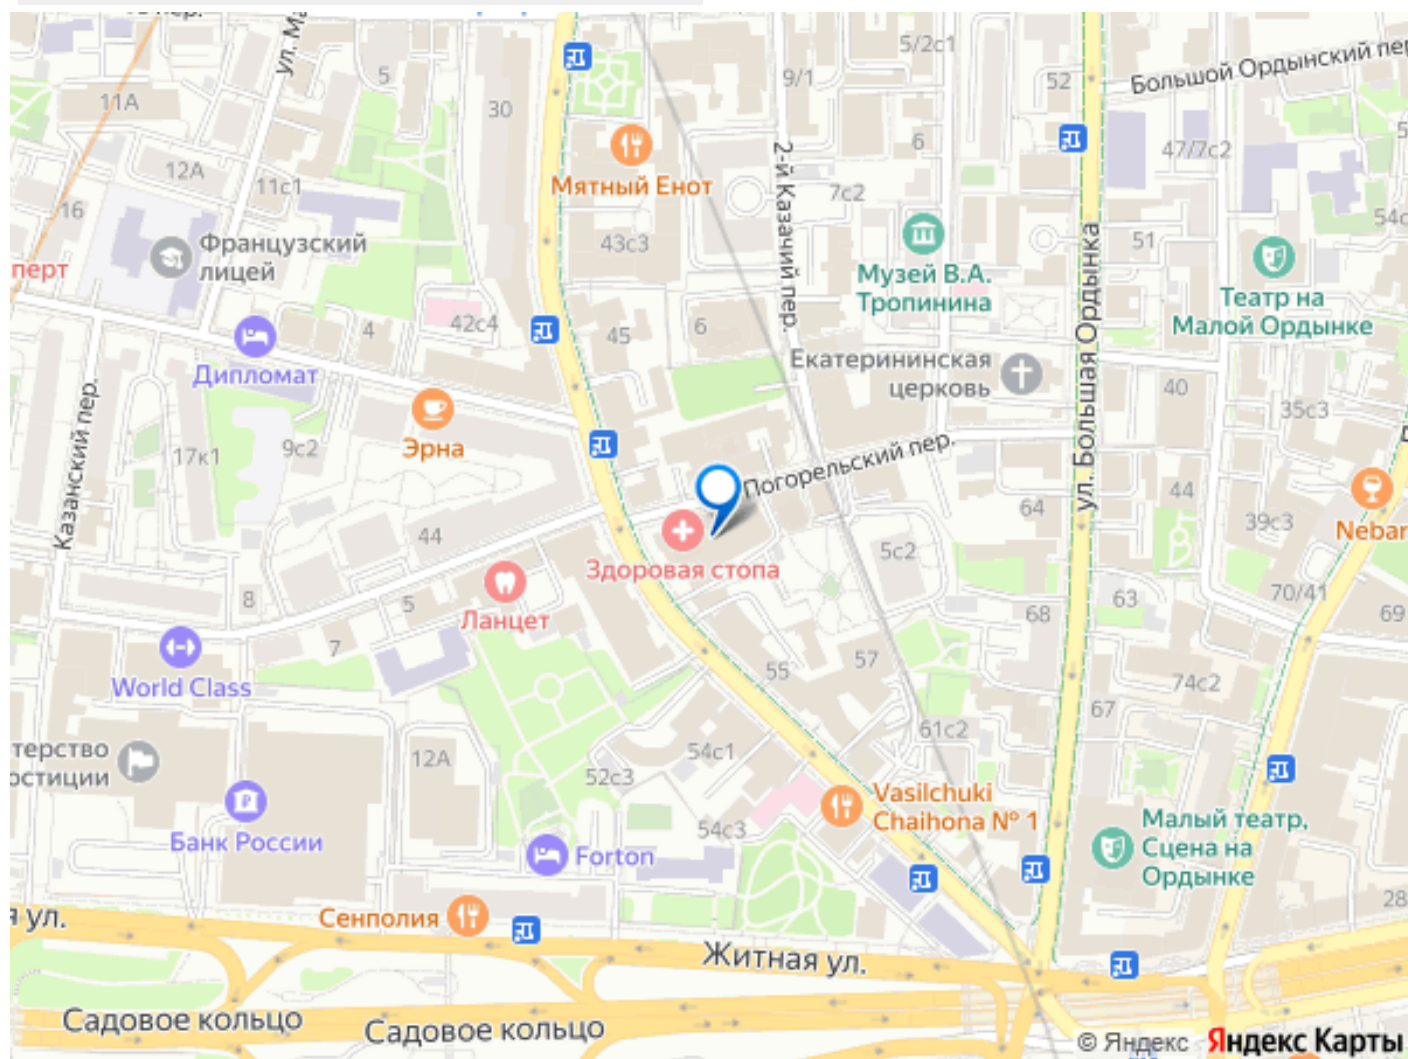 пер.
ул. Ма
5/2с1
Большой Ордынский пер
52
9/1
5
11А
30
6
47/7с2
Мятный Енот
2-й Казачий пер.
12А
11с1
7с2
16
43с3
51
54с
Французский
лицей
перт
Музей В.А.
Тропинина
Театр на
Малой Ордынке
ул. Большая Ордынка
42с4
4
45
6
Дипломат
Екатерининская
церковь
40
35с3
Казанский пер.
Эрна
9с2
17к1
Погорельский пер.
44
64
39с3
Nebar
44
5с2
Здоровая стопа
Ланцет
8
5
63
70/41
68
69
7
World Class
55
57
74с2
67
61с2
терство
остиции
12А
54с1
52с3
Банк России
Vasilchuki
Chaihona № 1
54с3
Forton
Малый театр,
Сцена на
Ордынке
28
я ул.
Сенполия
Житная ул.
Садовое кольцо
Садовое кольцо
© Яндекс Яндекс Карты